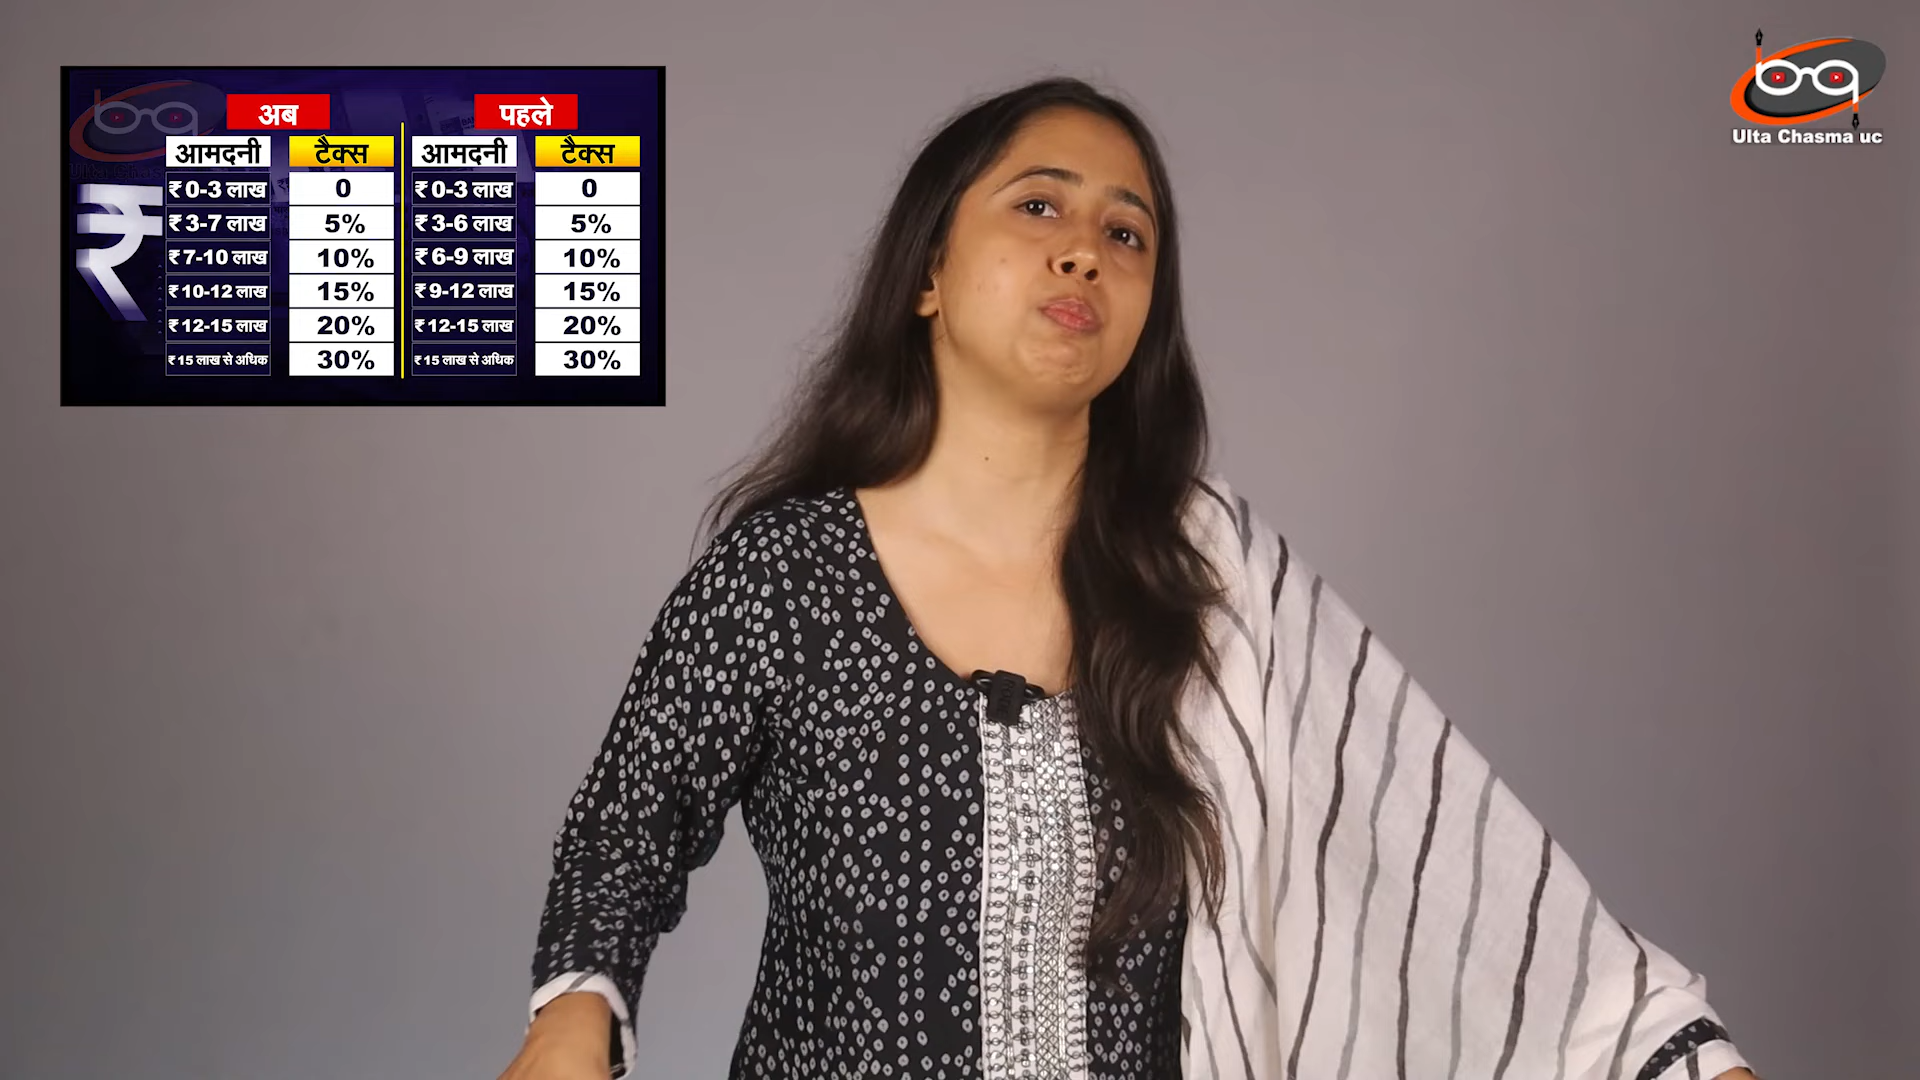 अब पहले
आमदनी टैक्स आमदनी टैक्स
₹ 0-3 लाख 0 ₹ 0-3 लाख 0
₹ 3-7 लाख 5% ₹ 3-6 लाख 5%
₹ 7-10 लाख 10% ₹ 6-9 लाख 10%
₹ 10-12 लाख 15% ₹ 9-12 लाख 15%
₹ 12-15 लाख 20% ₹ 12-15 लाख 20%
₹ 15 लाख से अधिक 30% ₹ 15 लाख से अधिक 30%
₹
Ulta Chasma uc
RODE